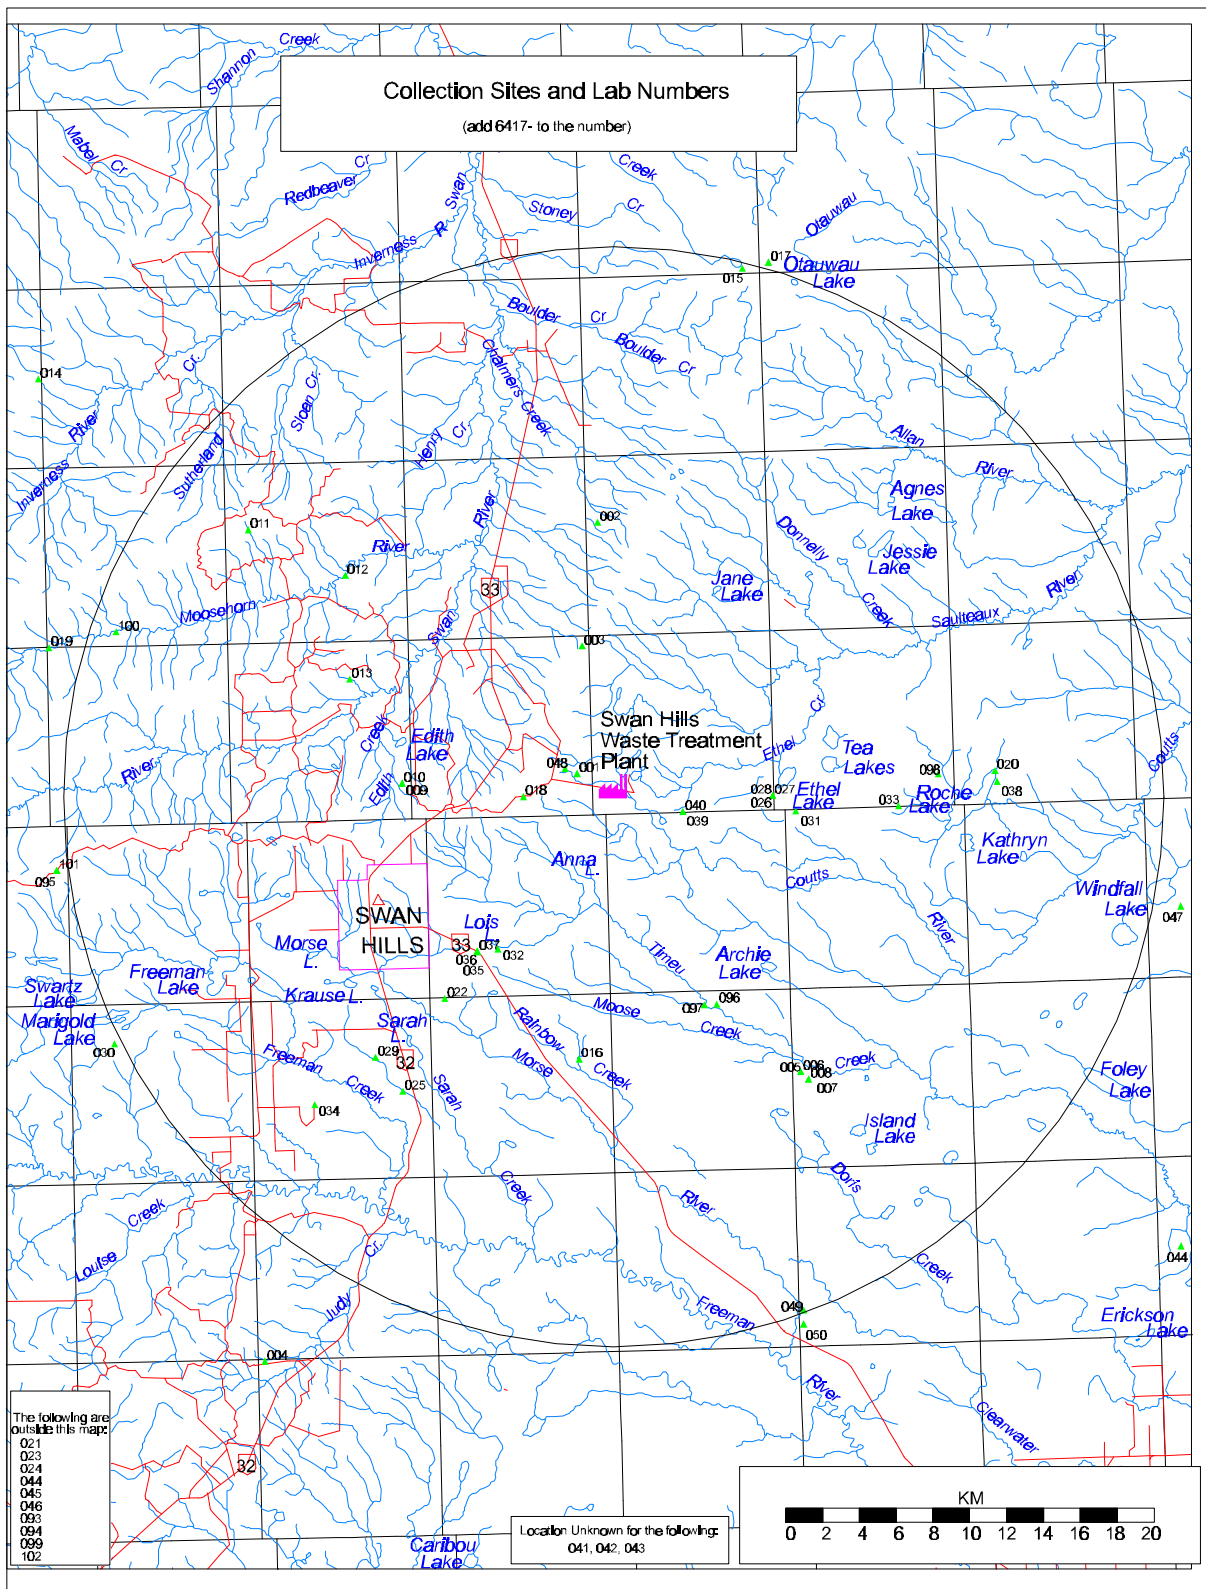 Creek
Shannon
Collection Sites and Lab Numbers
(add 6417- to the number)
Mabel
Cr
Cr
Redbeaver
Creek
Swan
R
Stoney
Cr
Otauwau
Inverness
017
015
Otauwau
Lake
Boulder
Cr
Boulder
Cr
Chalmers
Creek
Cr.
014
Sloan Cr.
River
Henry
Cr.
Allan
River
Sutherland
Inverness
Agnes
Lake
River
002
011
Donnelly
Jessie
Lake
River
012
Jane
Lake
River
33
Creek
Moosehorn
Saulteaux
100
Swan
019
003
013
Cr
Swan Hills
Waste Treatment
Plant
Creek
Edith
Lake
Ethel
Tea
Lakes
Coutts
River
048
001
098
020
010
009
Edith
018
028
027
026
Ethel
Lake
038
040
039
033
Roche
Lake
031
Kathryn
Lake
101
095
Anna
L.
Coutts
Windfall
Lake
047
SWAN
HILLS
Lois
L
River
33
037
036
035
032
Morse
L.
Timeu
Archie
Lake
Freeman
Lake
Swartz
Lake
Krause L.
022
Moose
097
096
Creek
Marigold
Lake
030
Sarah
L.
Rainbow
Freeman
029
32
Morse
016
Creek
Creek
005
006
008
007
Foley
Lake
Creek
025
Sarah
034
Island
Lake
Doris
Creek
River
Creek
Louise
Cr.
Creek
044
Judy
Freeman
049
050
Erickson
Lake
004
River
Clearwater
The following are
outside this map:
021
023
024
044
045
046
093
094
099
102
32
KM
0 2 4 6 8 10 12 14 16 18 20
Location Unknown for the following:
041, 042, 043
Caribou
Lake